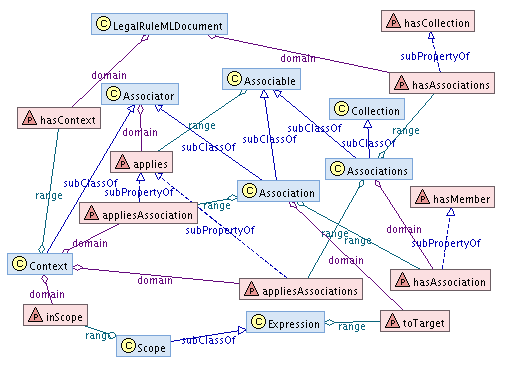 LegalRuleMLDocument
C
P hasCollection
subPropertyOf
domain
domain
C Associator
C Associable
P hasAssociations
P hasContext
domain
range
range
C Collection
subClassOf
subClassOf
subClassOf
P applies
range
subClassOf
subClassOf
C Associations
subPropertyOf
C Association
P hasMember
P appliesAssociation
range
domain
range
range
domain
subPropertyOf
subPropertyOf
C Context
domain
domain
domain
P appliesAssociations
P hasAssociation
P inScope
range
C Expression
range
P toTarget
C Scope
subClassOf